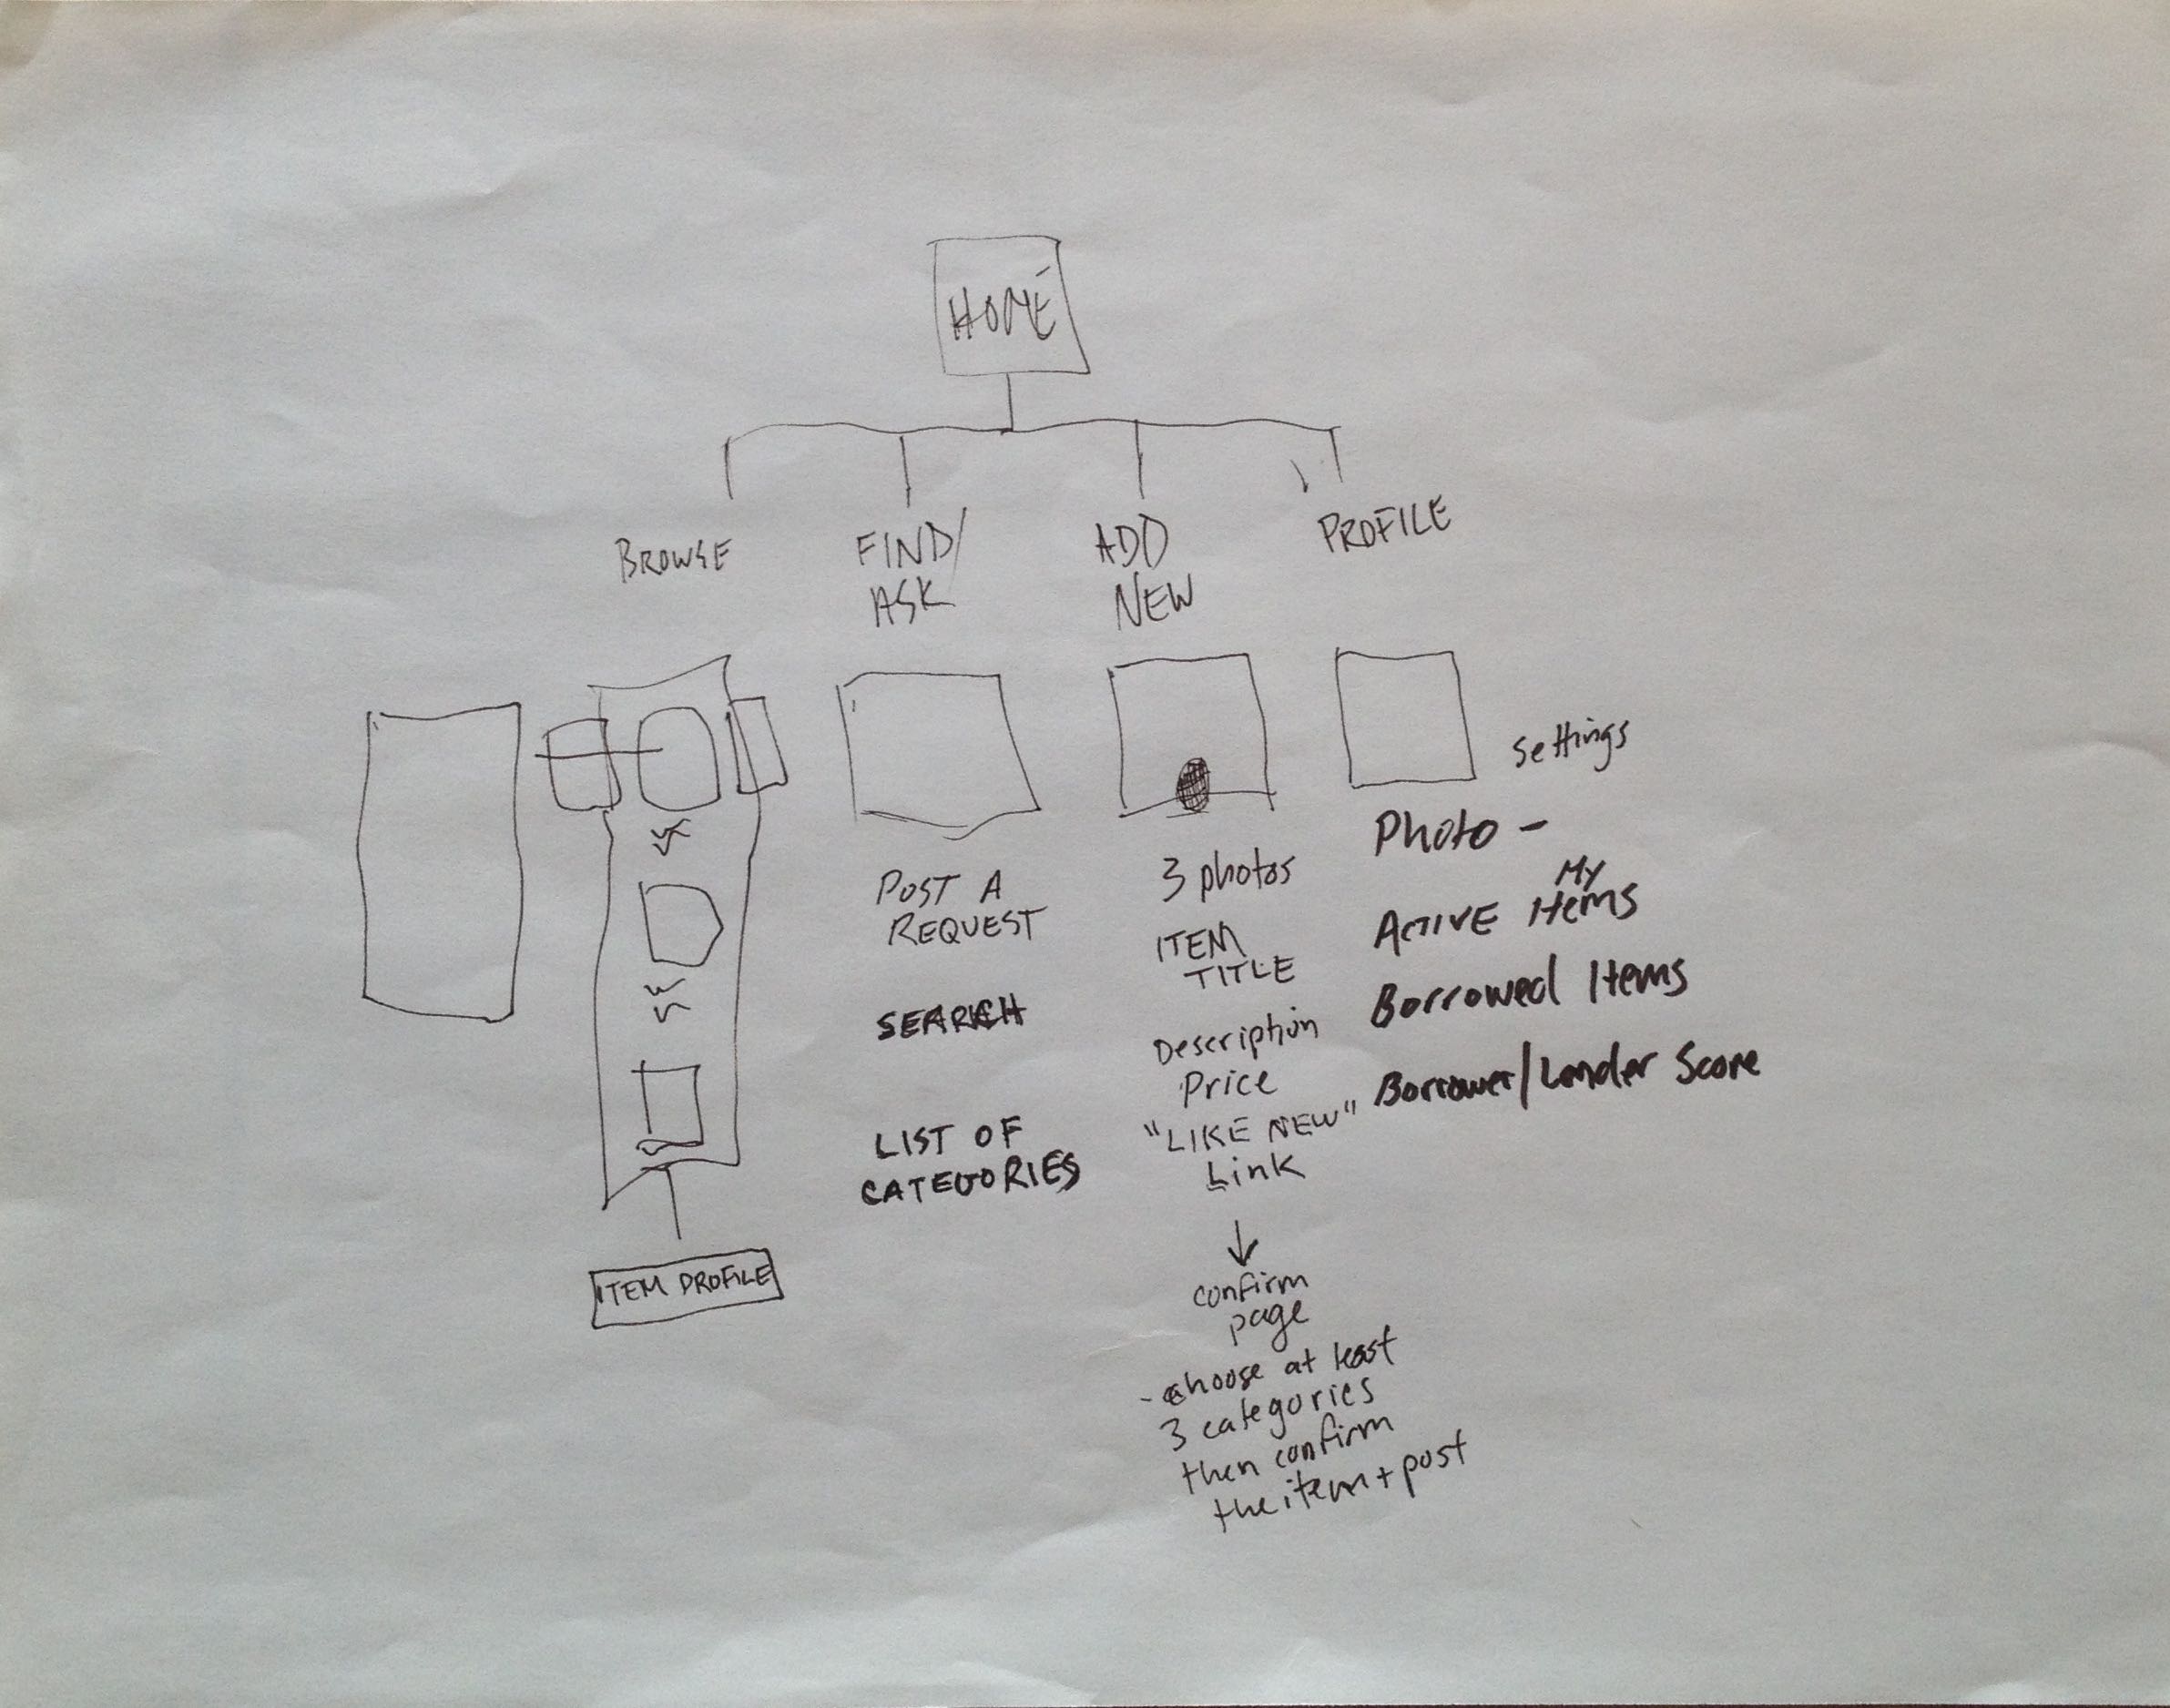 HOME
BROWSE
FIND/
ASK
ADD
NEW
PROFILE
POST A
REQUEST
SEARCH
LIST OF
CATEGORIES
3 photos
ITEM
TITLE
Description
Price
"LIKE NEW"
Link
confirm
page
- choose at least
3 categories
then confirm
the item + post
Settings
Photo -
My
Active Items
Borrowed Items
Borrower/Lender Score
ITEM PROFILE